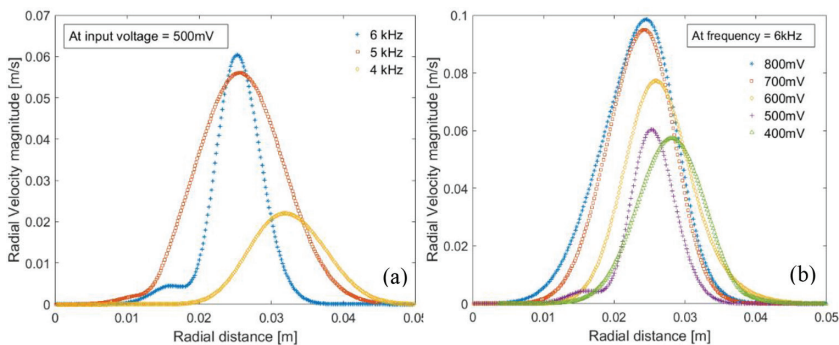 At input voltage = 500mV
6 kHz
5 kHz
4 kHz
0.07
0.06
0.05
0.04
0.03
0.02
0.01
0
Radial Velocity magnitude [m/s]
0 0.01 0.02 0.03 0.04 0.05
Radial distance [m]
(a)
At frequency = 6kHz
800mV
700mV
600mV
500mV
400mV
0.1
0.08
0.06
0.04
0.02
0
Radial Velocity magnitude [m/s]
0 0.01 0.02 0.03 0.04 0.05
Radial distance [m]
(b)